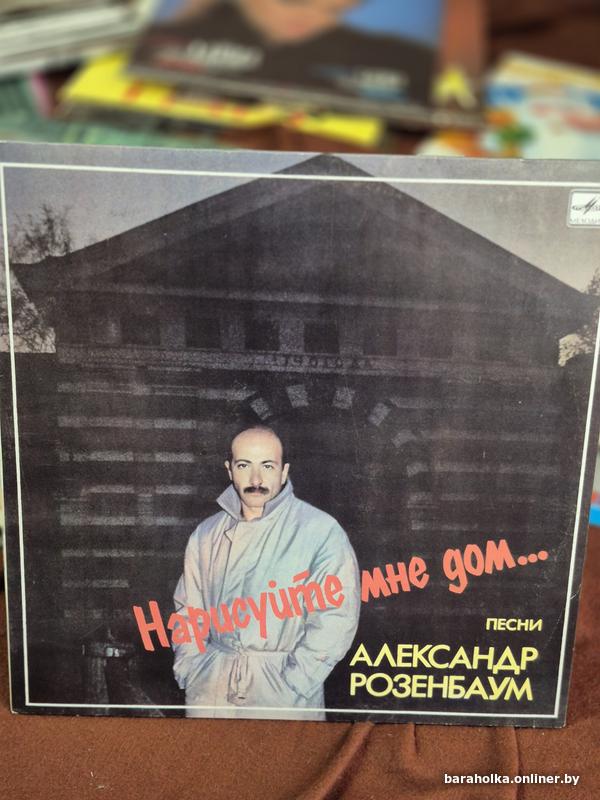 Нарисуйте мне дом...
ПЕСНИ
АЛЕКСАНДР
РОЗЕНБАУМ
baraholka.onliner.by